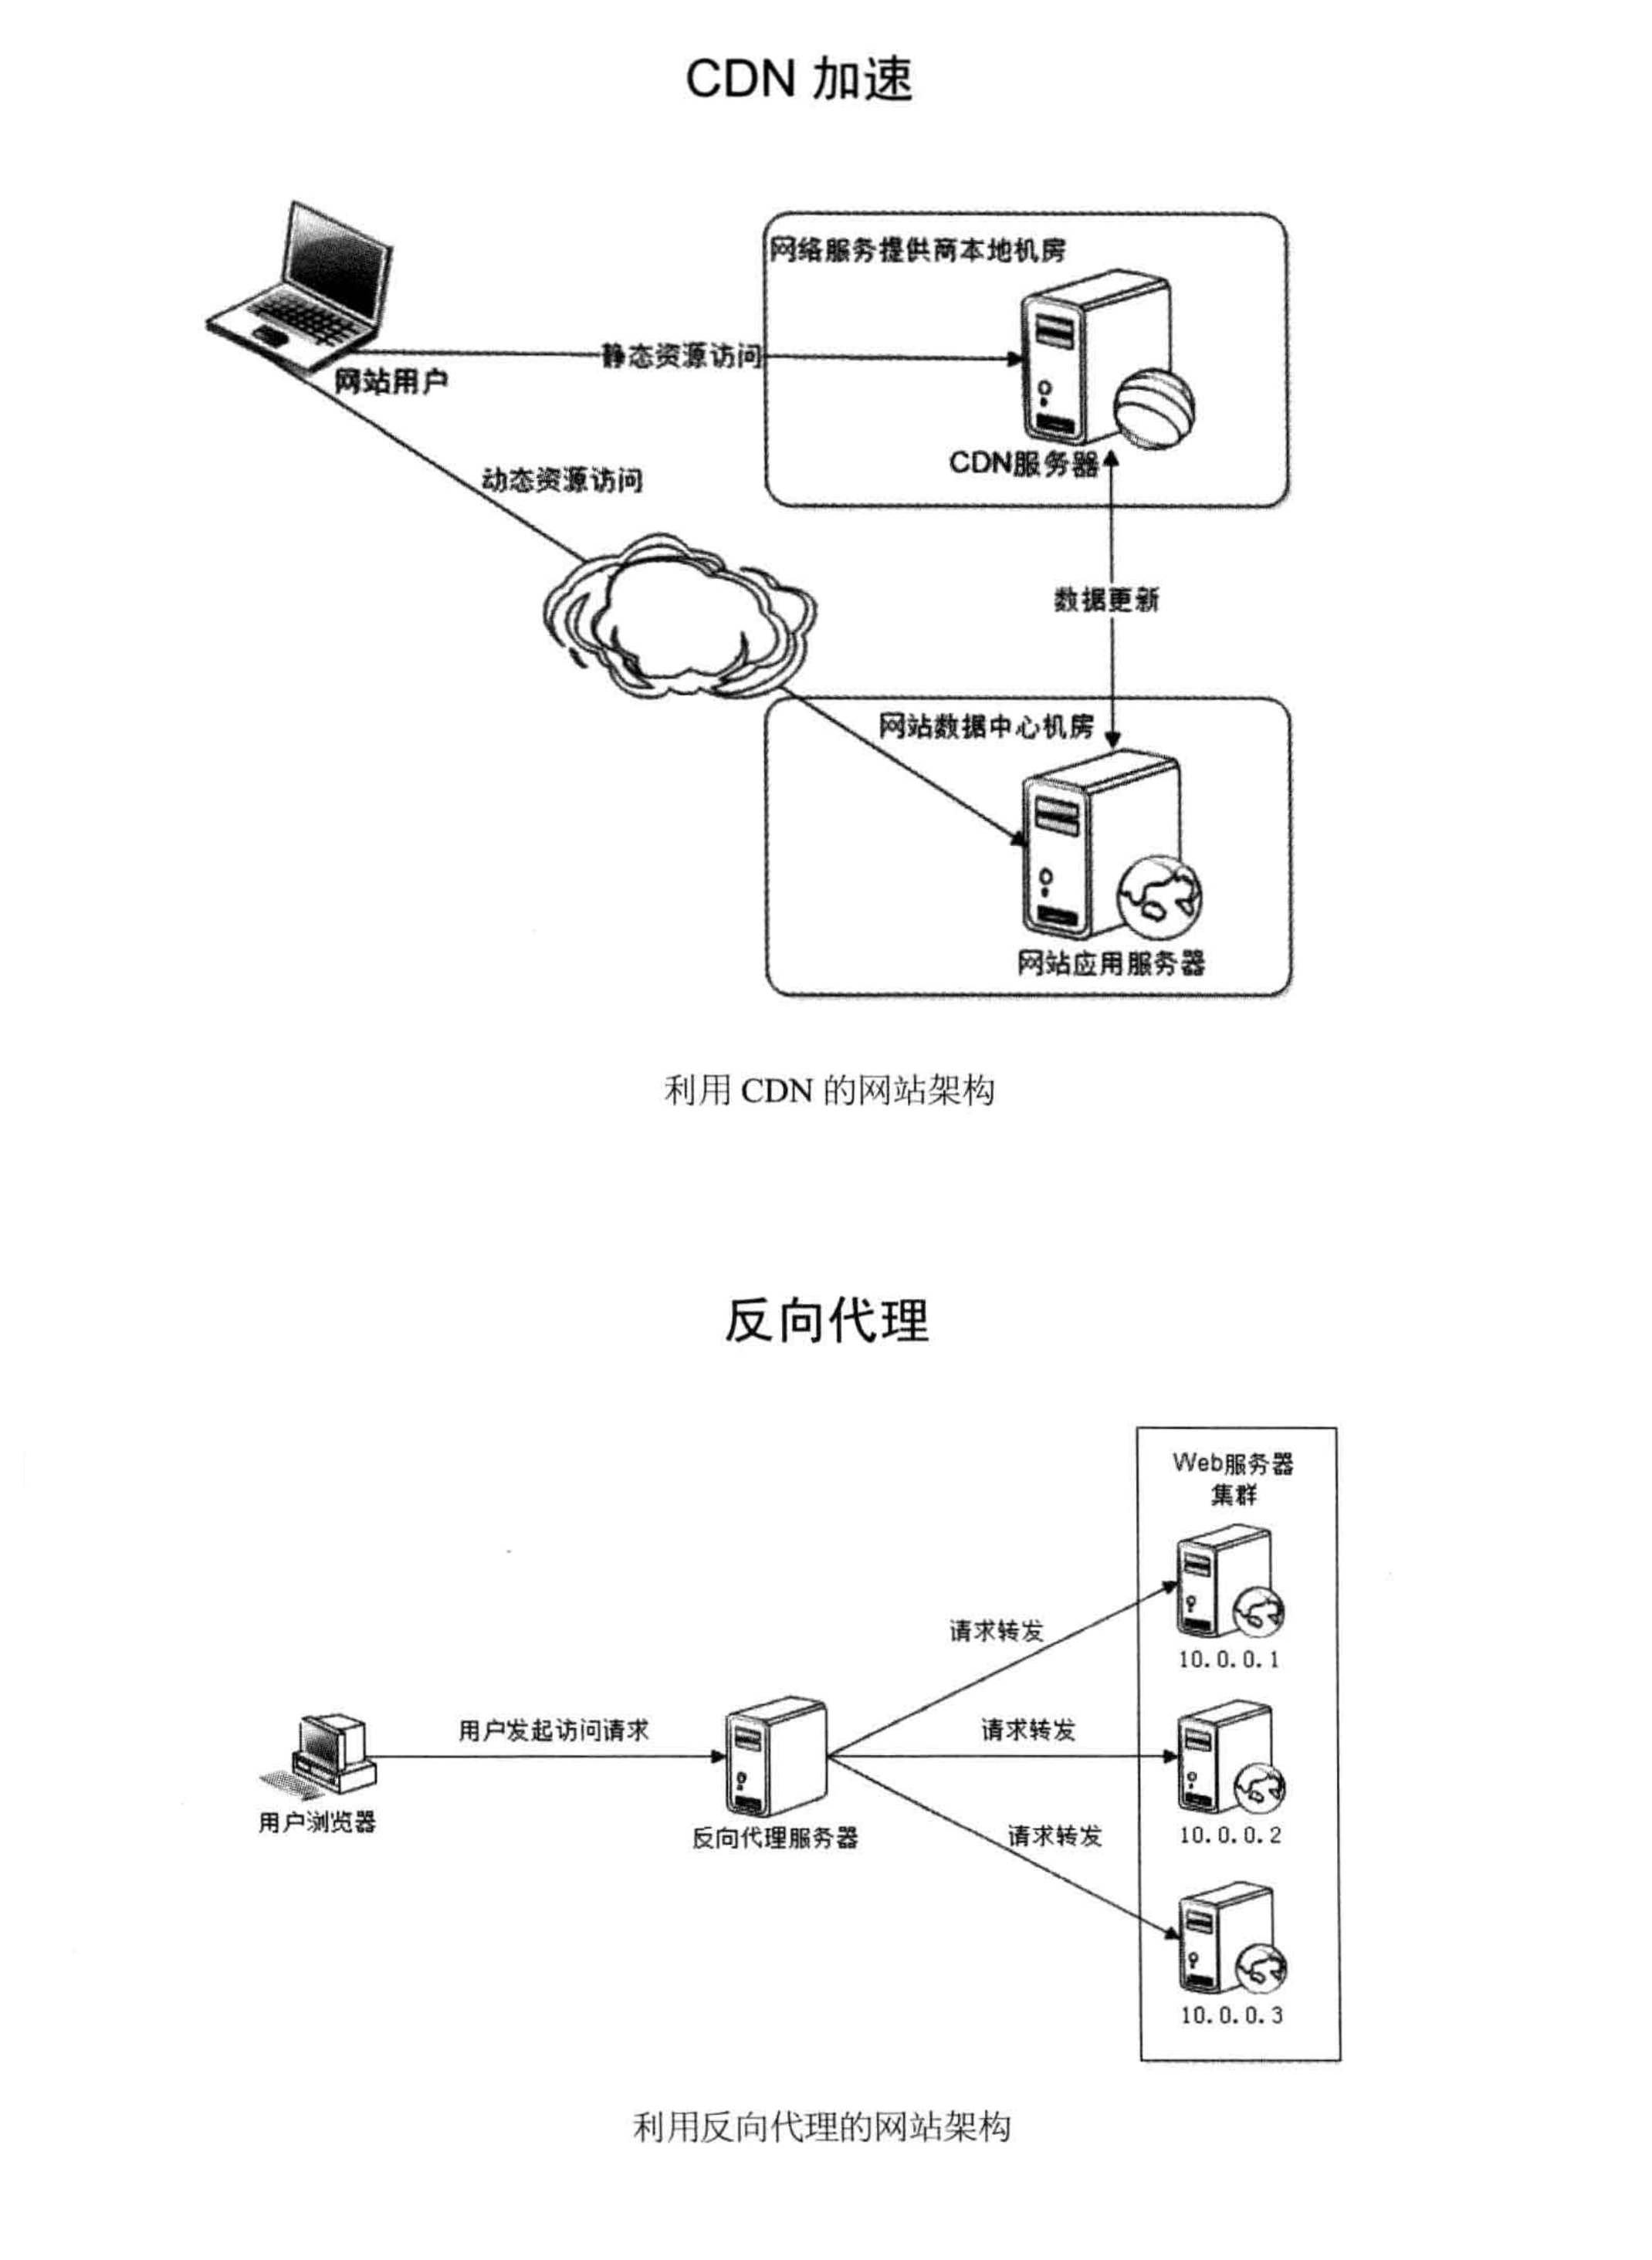 CDN 加速
网络服务提供商本地机房
静态资源访问
网站用户
CDN服务器
动态资源访问
数据更新
网站数据中心机房
网站应用服务器
利用 CDN 的网站架构
反向代理
Web服务器
集群
请求转发
10.0.0.1
用户发起访问请求
请求转发
用户浏览器
反向代理服务器
请求转发
10.0.0.2
10.0.0.3
利用反向代理的网站架构